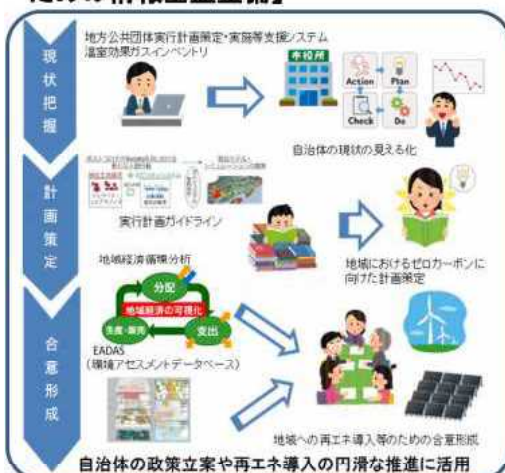 現状把握
地方公共団体実行計画策定・実施等支援システム
温室効果ガスインベントリ
市役所
Action
Plan
Check
Do
自治体の現状の見える化
計画策定
実行計画ガイドライン
地域におけるゼロカーボンに
向けた計画策定
合意形成
地域経済循環分析
分配
地域経済の可視化
生産・販売
支出
EADAS
(環境アセスメントデータベース)
地域への再エネ導入等のための合意形成
自治体の政策立案や再エネ導入の円滑な推進に活用